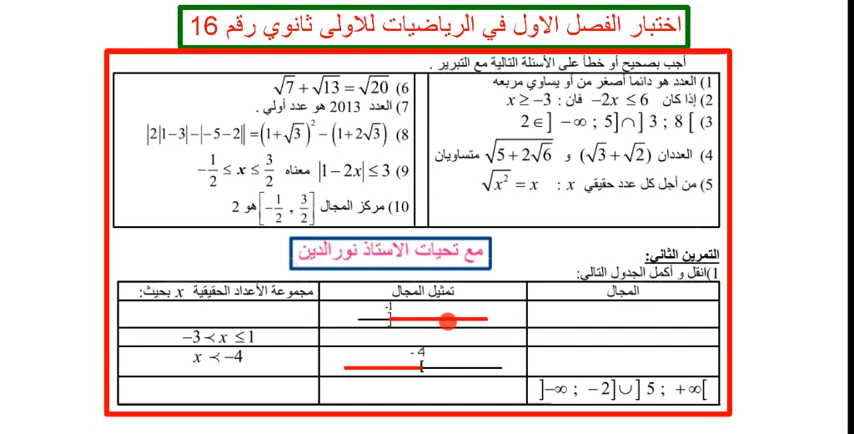 اختبار الفصل الاول في الرياضيات للاولى ثانوي رقم 16
أجب بصحيح أو خطأ على الأسئلة التالية مع التبرير .
1) العدد هو دائما أصغر من أو يساوي مربعه
2) إذا كان -2x ≤ 6 فان : x ≥ -3
3) 2 ∈ ]-∞ ; 5] ∩ ]3 ; 8[
4) العددان (√3 + √2) و √(5+2√6) متساويان
5) من أجل كل عدد حقيقي x : √(x²) = x
6) √7 + √13 = √20
7) العدد 2013 هو عدد أولي .
8) |2|1-3|-|-5-2|| = (1+√3)² - (1+2√3)
9) |1-2x| ≤ 3 معناه -1/2 ≤ x ≤ 3/2
10) مركز المجال [-1/2 , 3/2] هو 2
مع تحيات الاستاذ نورالدين
التمرين الثاني:
1)انقل و أكمل الجدول التالي:
المجال تمثيل المجال مجموعة الأعداد الحقيقية x بحيث:
-1
]
-3 ≺ x ≤ 1
x ≺ -4
- 4
[
]-∞ ; -2] ∪ ]5 ; +∞[